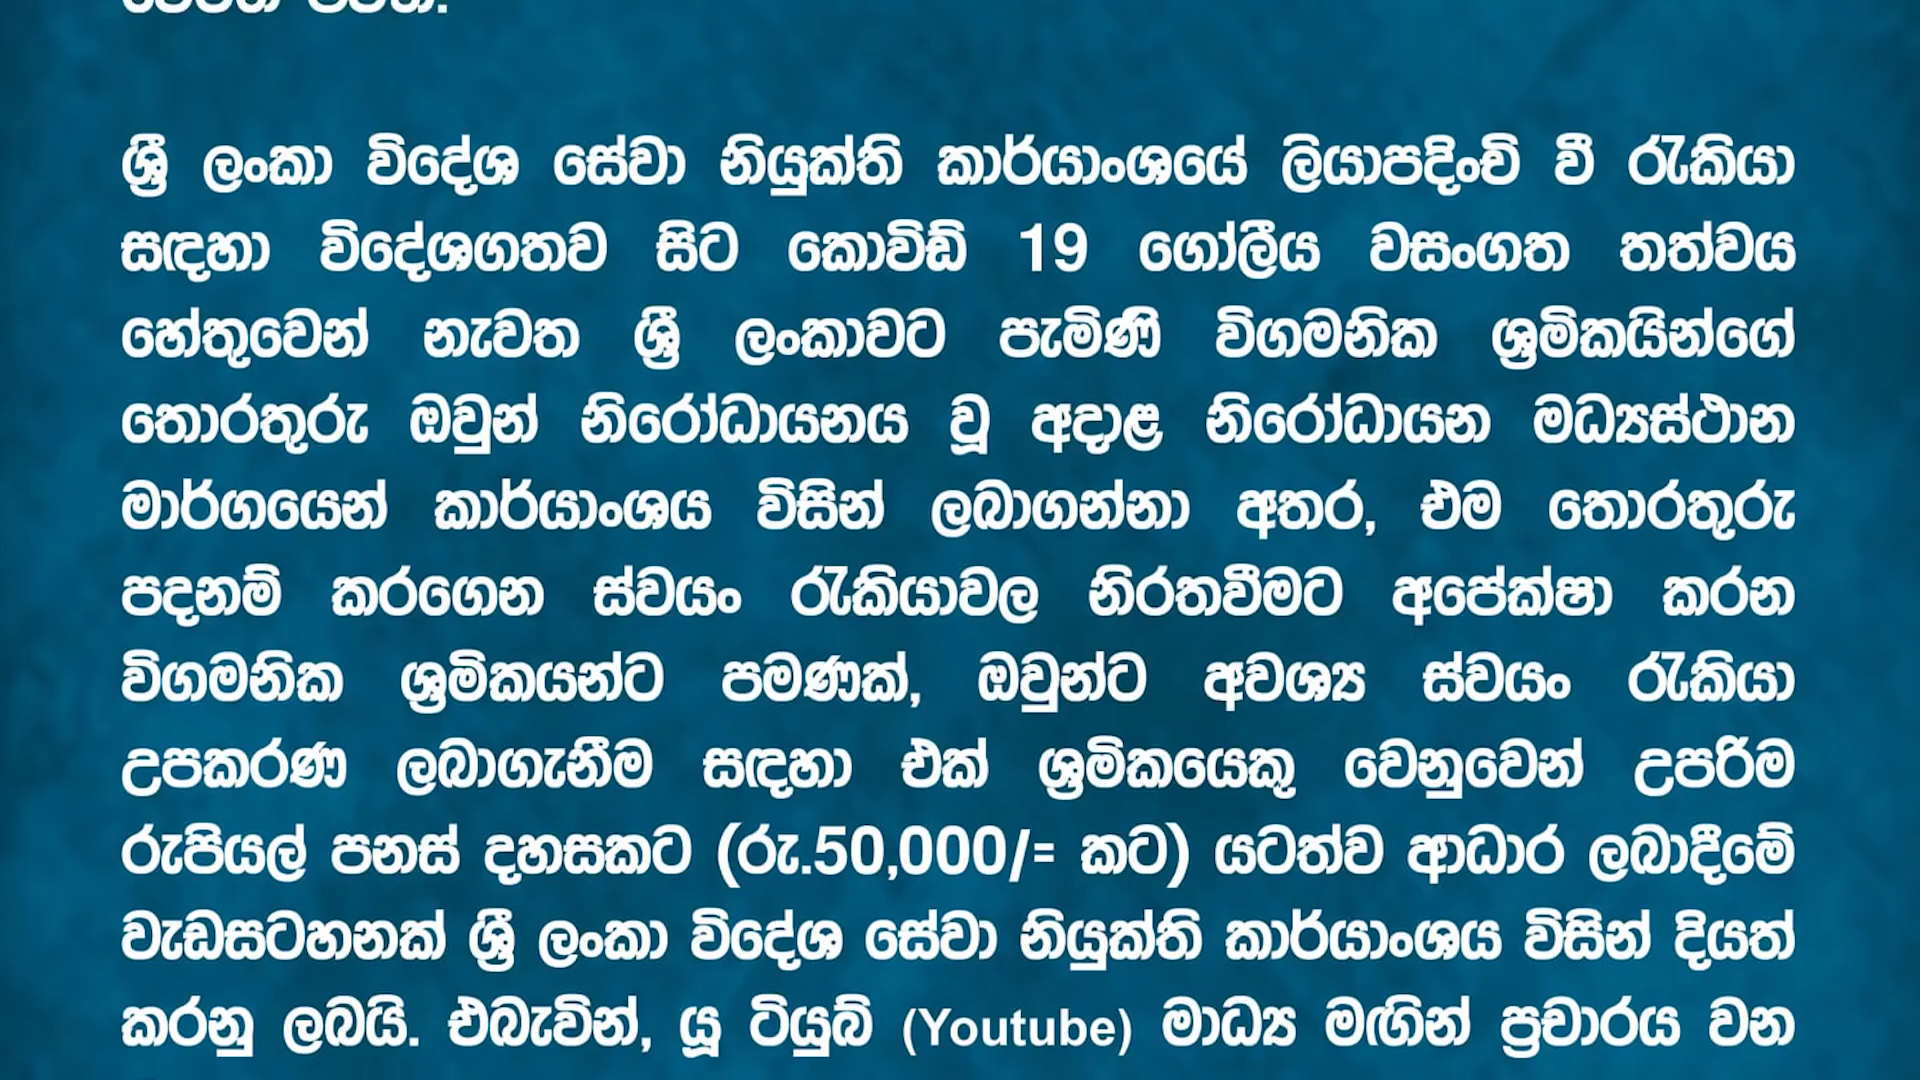 ශ්‍රී ලංකා විදේශ සේවා නියුක්ති කාර්යාංශයේ ලියාපදිංචි වී රැකියා
සඳහා විදේශගතව සිට කොවිඩ් 19 ගෝලීය වසංගත තත්වය
හේතුවෙන් නැවත ශ්‍රී ලංකාවට පැමිණි විගමනික ශ්‍රමිකයින්ගේ
තොරතුරු ඔවුන් නිරෝධායනය වූ අදාළ නිරෝධායන මධ්‍යස්ථාන
මාර්ගයෙන් කාර්යාංශය විසින් ලබාගන්නා අතර, එම තොරතුරු
පදනම් කරගෙන ස්වයං රැකියාවල නිරතවීමට අපේක්ෂා කරන
විගමනික ශ්‍රමිකයන්ට පමණක්, ඔවුන්ට අවශ්‍ය ස්වයං රැකියා
උපකරණ ලබාගැනීම සඳහා එක් ශ්‍රමිකයෙකු වෙනුවෙන් උපරිම
රුපියල් පනස් දහසකට (රු.50,000/= කට) යටත්ව ආධාර ලබාදීමේ
වැඩසටහනක් ශ්‍රී ලංකා විදේශ සේවා නියුක්ති කාර්යාංශය විසින් දියත්
කරනු ලබයි. එබැවින්, යූ ටියුබ් (Youtube) මාධ්‍ය මඟින් ප්‍රචාරය වන